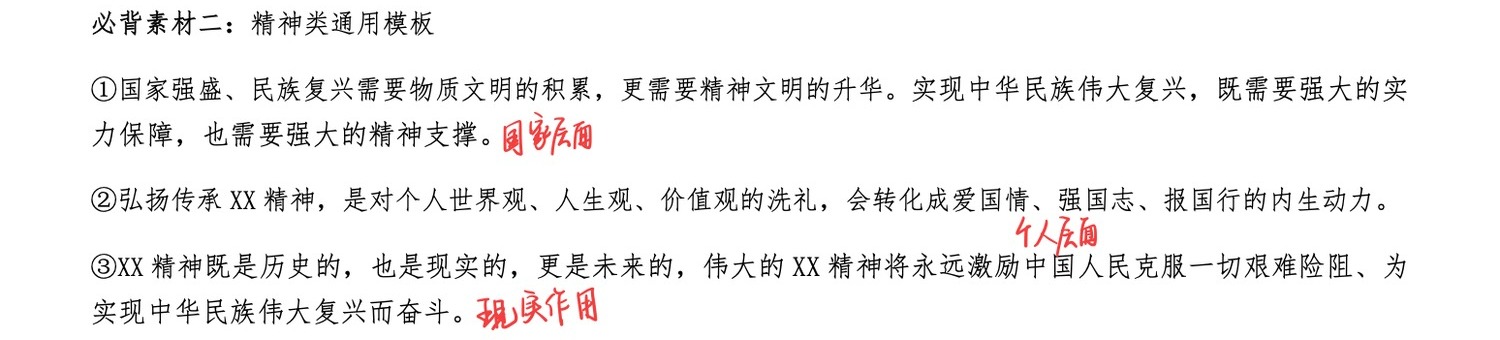 必背素材二：精神类通用模板
①国家强盛、民族复兴需要物质文明的积累，更需要精神文明的升华。实现中华民族伟大复兴，既需要强大的实
力保障，也需要强大的精神支撑。国家层面
②弘扬传承 XX 精神，是对个人世界观、人生观、价值观的洗礼，会转化成爱国情、强国志、报国行的内生动力。
个人层面
③XX 精神既是历史的，也是现实的，更是未来的，伟大的 XX 精神将永远激励中国人民克服一切艰难险阻、为
实现中华民族伟大复兴而奋斗。现实作用